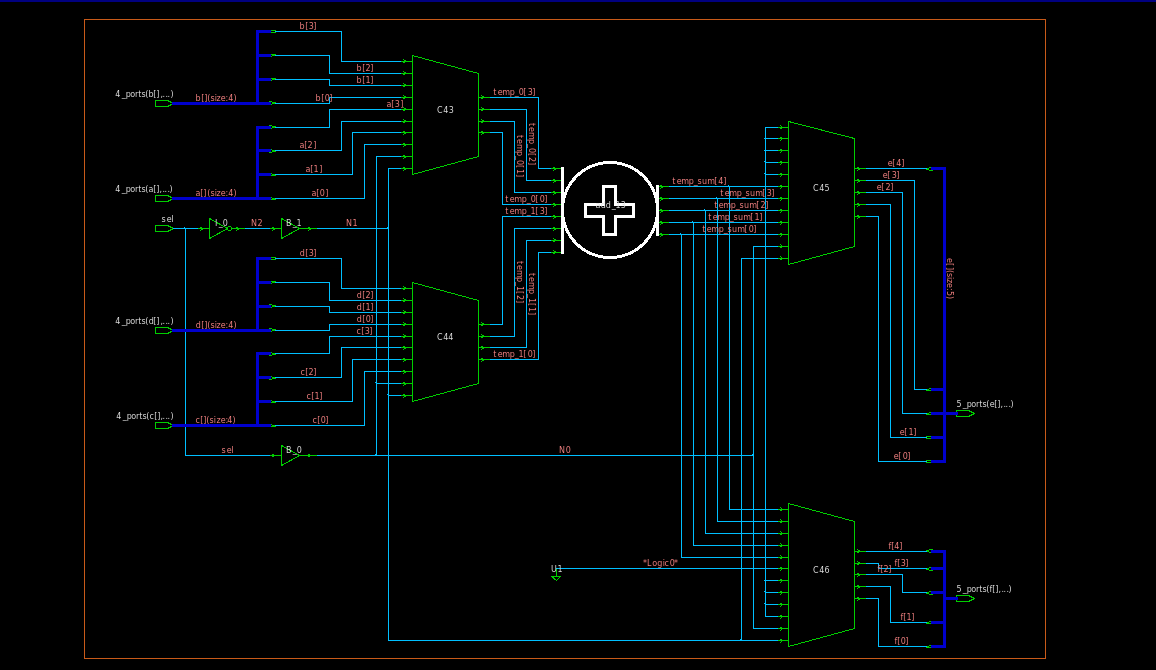 b[3]
b[2]
b[1]
4_ports(b[],...)
b[](size:4)
b[0]
a[3]
C43
temp_0[3]
temp_0[2]
temp_0[1]
a[2]
a[1]
4_ports(a[],...)
a[](size:4)
a[0]
temp_0[0]
temp_1[3]
add_13
temp_sum[4]
temp_sum[3]
temp_sum[2]
temp_sum[1]
temp_sum[0]
C45
e[4]
e[3]
e[2]
sel
I_0
N2
B_1
N1
d[3]
d[2]
d[1]
4_ports(d[],...)
d[](size:4)
d[0]
c[3]
C44
temp_1[2]
temp_1[1]
temp_1[0]
e[](size:5)
c[2]
c[1]
4_ports(c[],...)
c[](size:4)
c[0]
5_ports(e[],...)
e[1]
e[0]
sel
B_0
N0
f[4]
U1
*Logic0*
C46
f[3]
f[2]
5_ports(f[],...)
f[1]
f[0]